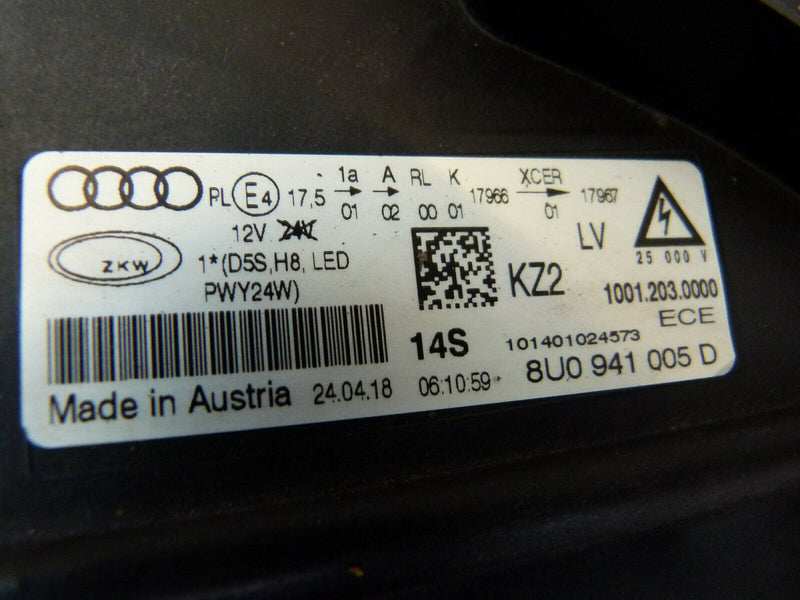 PL E4 17,5 1a A RL K 17966 XCER 17967
01 02 00 01 01
12V 24V LV
25 000 V
ZKW 1*(D5S,H8, LED
PWY24W)
KZ2 1001.203.0000
ECE
14S 101401024573
Made in Austria 24.04.18 06:10:59 8U0 941 005 D